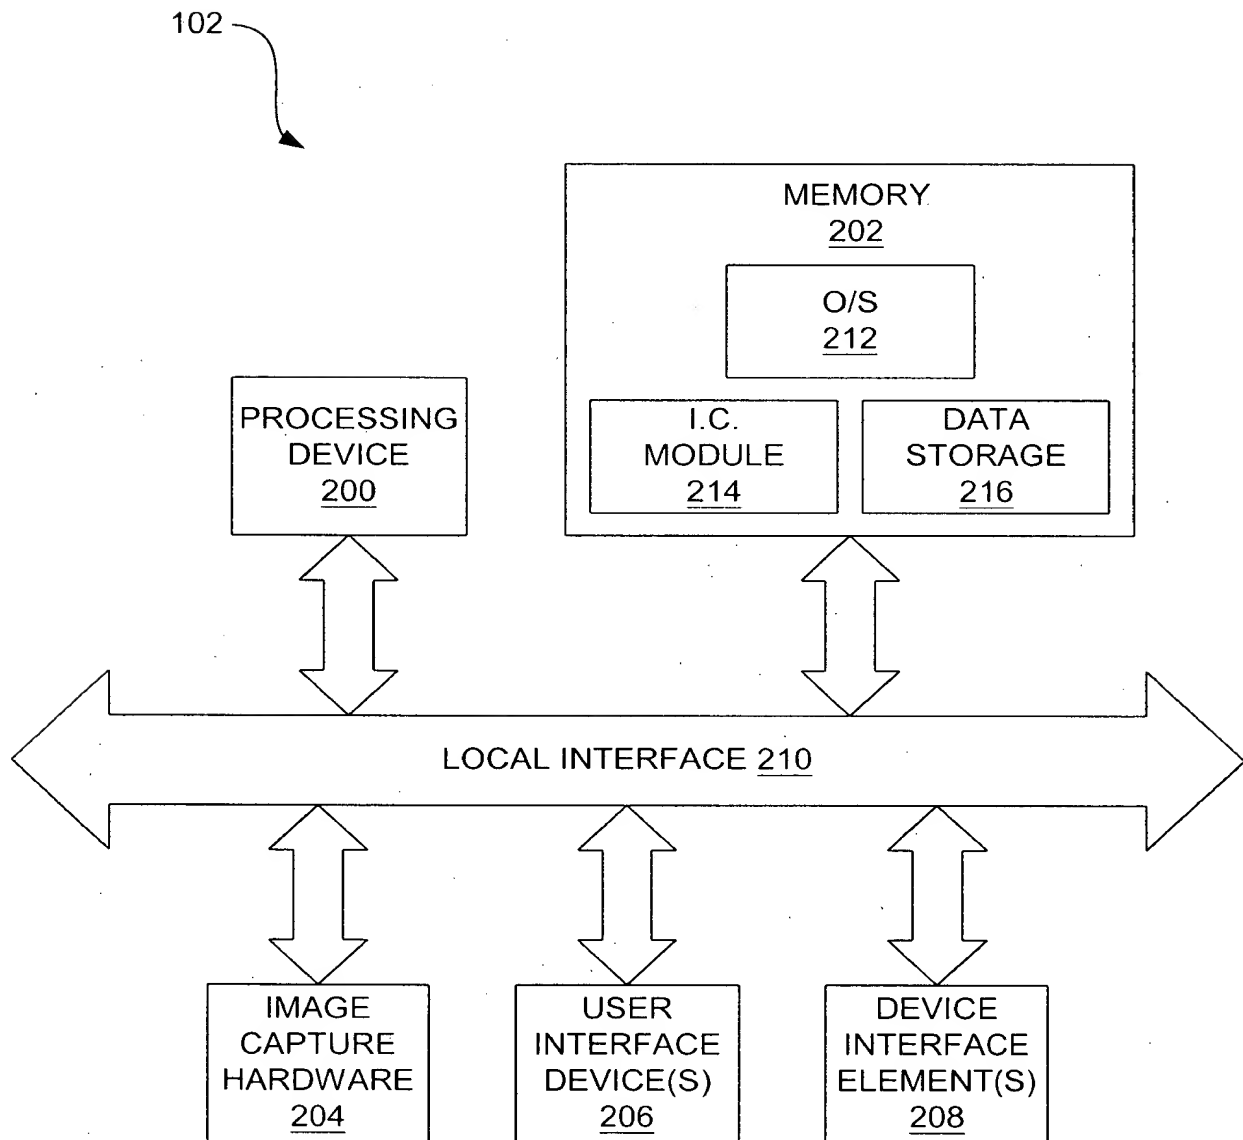 102
MEMORY
202
O/S
212
I.C.
MODULE
214
DATA
STORAGE
216
PROCESSING
DEVICE
200
LOCAL INTERFACE 210
IMAGE
CAPTURE
HARDWARE
204
USER
INTERFACE
DEVICE(S)
206
DEVICE
INTERFACE
ELEMENT(S)
208